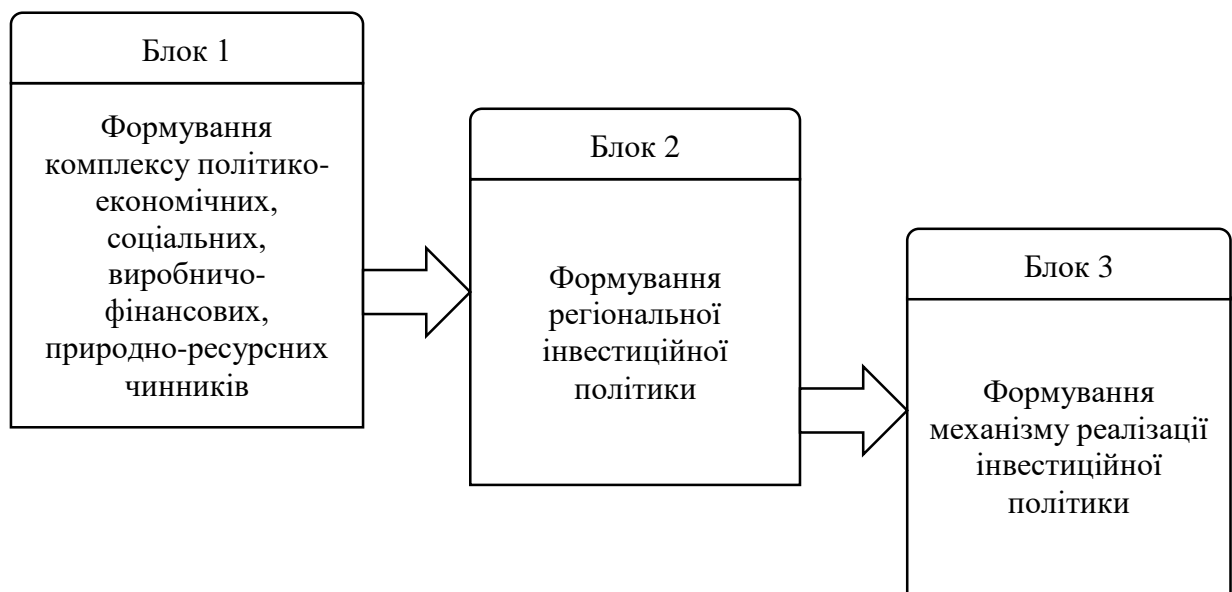 Блок 1
Формування
комплексу політико-
економічних,
соціальних,
виробничо-
фінансових,
природно-ресурсних
чинників
Блок 2
Формування
регіональної
інвестиційної
політики
Блок 3
Формування
механізму реалізації
інвестиційної
політики